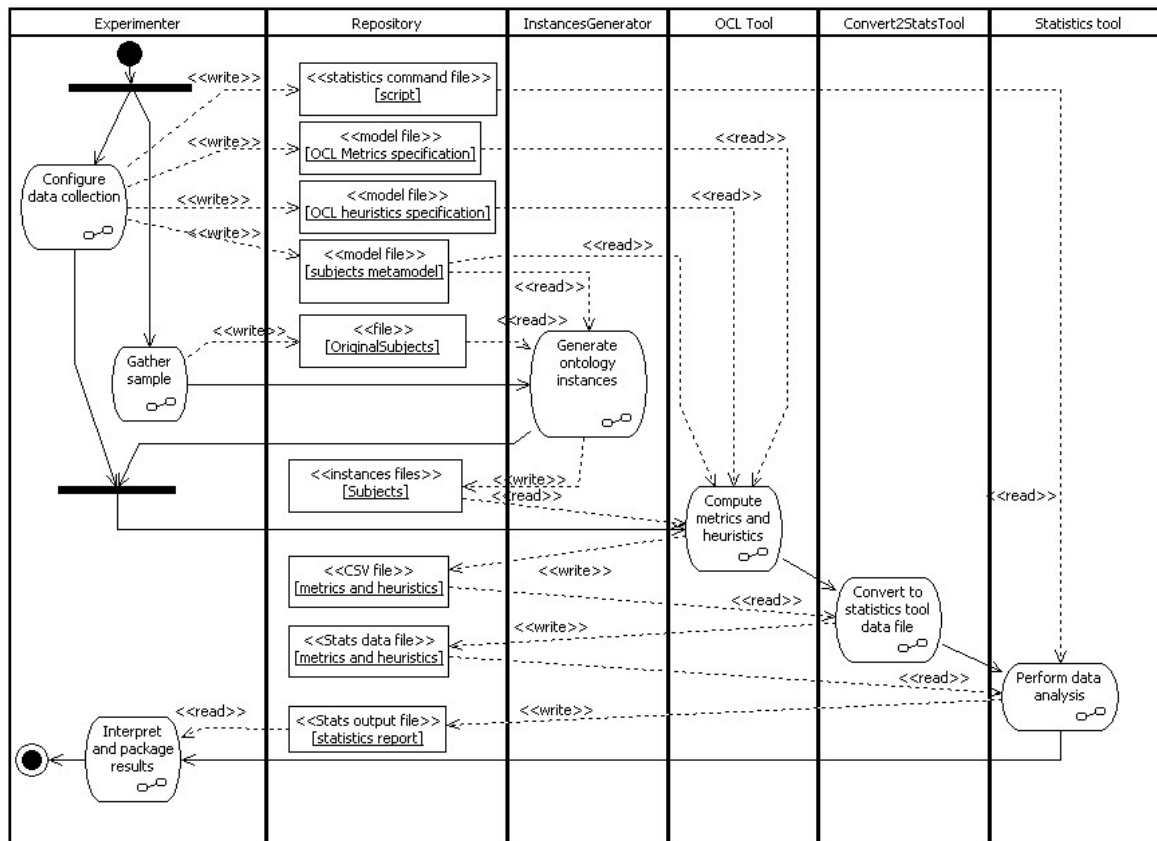 Experimenter
Repository
InstancesGenerator
OCL Tool
Convert2StatsTool
Statistics tool
<<write>>
<<statistics command file>>
[script]
<<write>>
<<model file>>
[OCL Metrics specification]
<<read>>
Configure
data collection
<<write>>
<<model file>>
[OCL heuristics specification]
<<read>>
<<write>>
<<model file>>
[subjects metamodel]
<<read>>
<<read>>
<<write>>
<<file>>
[OriginalSubjects]
<<read>>
Gather
sample
Generate
ontology
instances
<<instances files>>
[Subjects]
<<write>>
<<read>>
Compute
metrics and
heuristics
<<read>>
<<CSV file>>
[metrics and heuristics]
<<write>>
<<read>>
Convert to
statistics tool
data file
<<Stats data file>>
[metrics and heuristics]
<<write>>
<<read>>
Perform data
analysis
<<read>>
<<Stats output file>>
[statistics report]
<<write>>
Interpret
and package
results